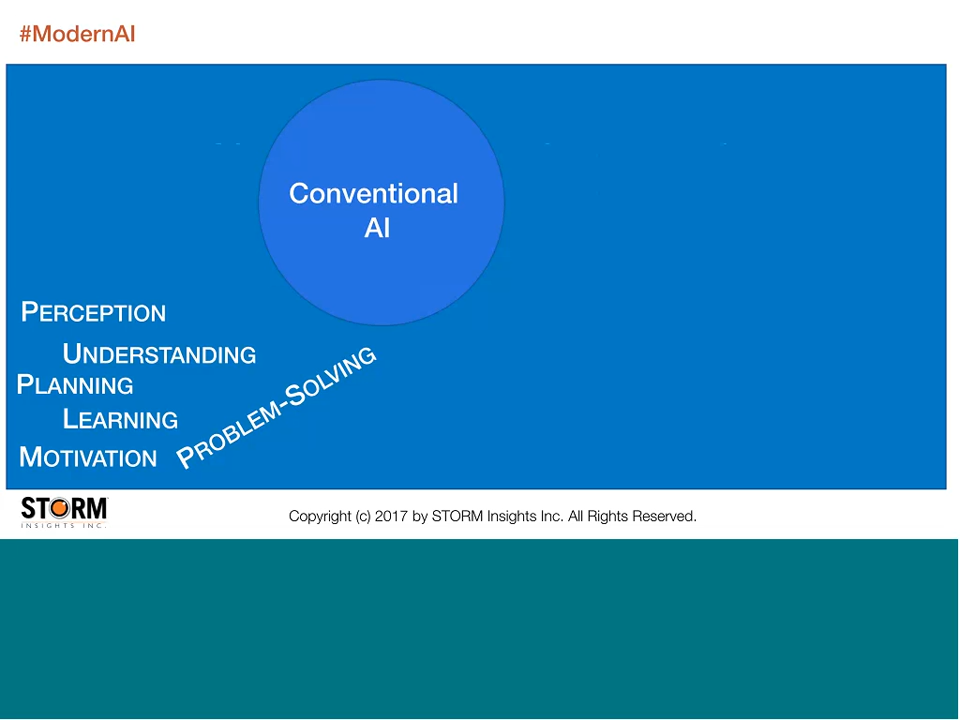 #ModernAI
Conventional
AI
PERCEPTION
UNDERSTANDING
PLANNING
LEARNING
MOTIVATION
PROBLEM-SOLVING
STORM
INSIGHTS INC.
Copyright (c) 2017 by STORM Insights Inc. All Rights Reserved.